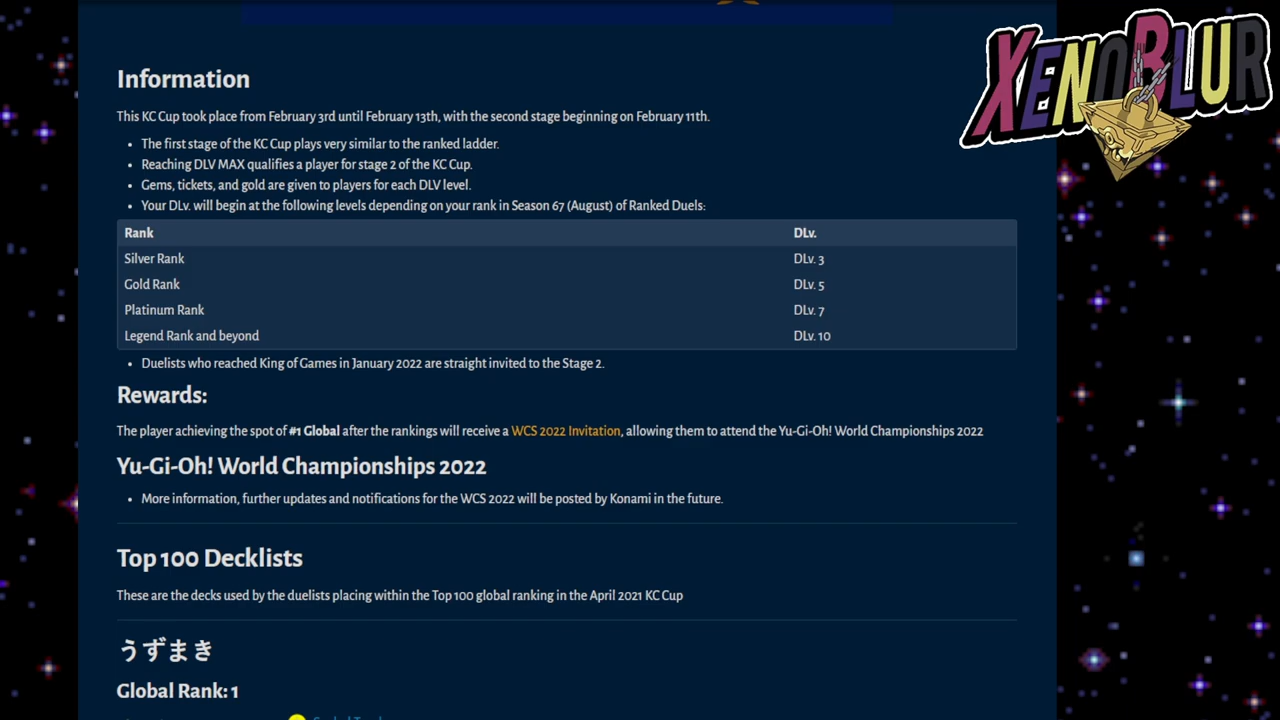 XENOBLUR
Information
This KC Cup took place from February 3rd until February 13th, with the second stage beginning on February 11th.
• The first stage of the KC Cup plays very similar to the ranked ladder.
• Reaching DLV MAX qualifies a player for stage 2 of the KC Cup.
• Gems, tickets, and gold are given to players for each DLV level.
• Your DLv. will begin at the following levels depending on your rank in Season 67 (August) of Ranked Duels:
Rank DLv.
Silver Rank DLv. 3
Gold Rank DLv. 5
Platinum Rank DLv. 7
Legend Rank and beyond DLv. 10
• Duelists who reached King of Games in January 2022 are straight invited to the Stage 2.
Rewards:
The player achieving the spot of #1 Global after the rankings will receive a WCS 2022 Invitation, allowing them to attend the Yu-Gi-Oh! World Championships 2022
Yu-Gi-Oh! World Championships 2022
• More information, further updates and notifications for the WCS 2022 will be posted by Konami in the future.
Top 100 Decklists
These are the decks used by the duelists placing within the Top 100 global ranking in the April 2021 KC Cup
うずまき
Global Rank: 1